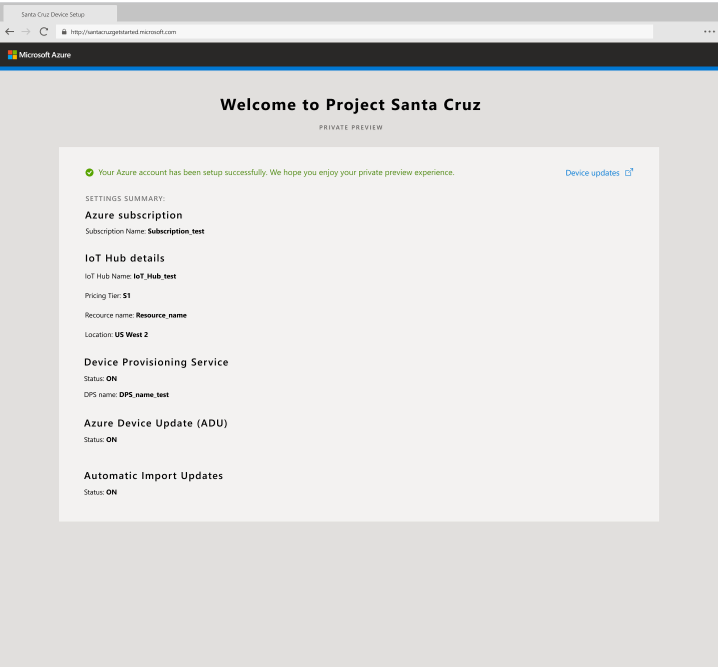 Santa Cruz Device Setup
http://santacruzgetstarted.microsoft.com
Microsoft Azure
Welcome to Project Santa Cruz
PRIVATE PREVIEW
Your Azure account has been setup successfully. We hope you enjoy your private preview experience.
Device updates
SETTINGS SUMMARY:
Azure subscription
Subscription Name: Subscription_test
IoT Hub details
IoT Hub Name: IoT_Hub_test
Pricing Tier: S1
Recource name: Resource_name
Location: US West 2
Device Provisioning Service
Status: ON
DPS name: DPS_name_test
Azure Device Update (ADU)
Status: ON
Automatic Import Updates
Status: ON